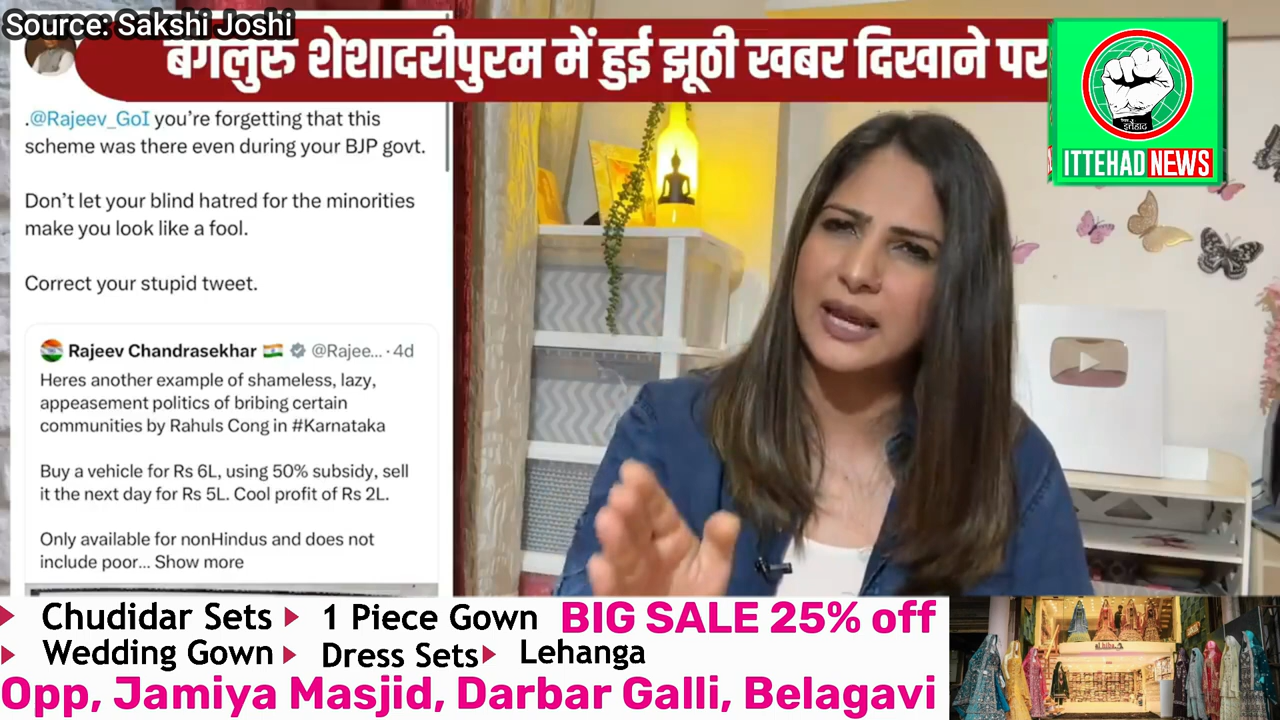 Source: Sakshi Joshi
बेंगलुरु शेशादरीपुरम में हुई झूठी खबर दिखाने पर
इत्तेहाद
ITTEHAD NEWS
.@Rajeev_GoI you’re forgetting that this
scheme was there even during your BJP govt.
Don’t let your blind hatred for the minorities
make you look like a fool.
Correct your stupid tweet.
Rajeev Chandrasekhar @Rajee... · 4d
Heres another example of shameless, lazy,
appeasement politics of bribing certain
communities by Rahuls Cong in #Karnataka
Buy a vehicle for Rs 6L, using 50% subsidy, sell
it the next day for Rs 5L. Cool profit of Rs 2L.
Only available for nonHindus and does not
include poor... Show more
Chudidar Sets 1 Piece Gown BIG SALE 25% off
Wedding Gown Dress Sets Lehanga
Opp, Jamiya Masjid, Darbar Galli, Belagavi